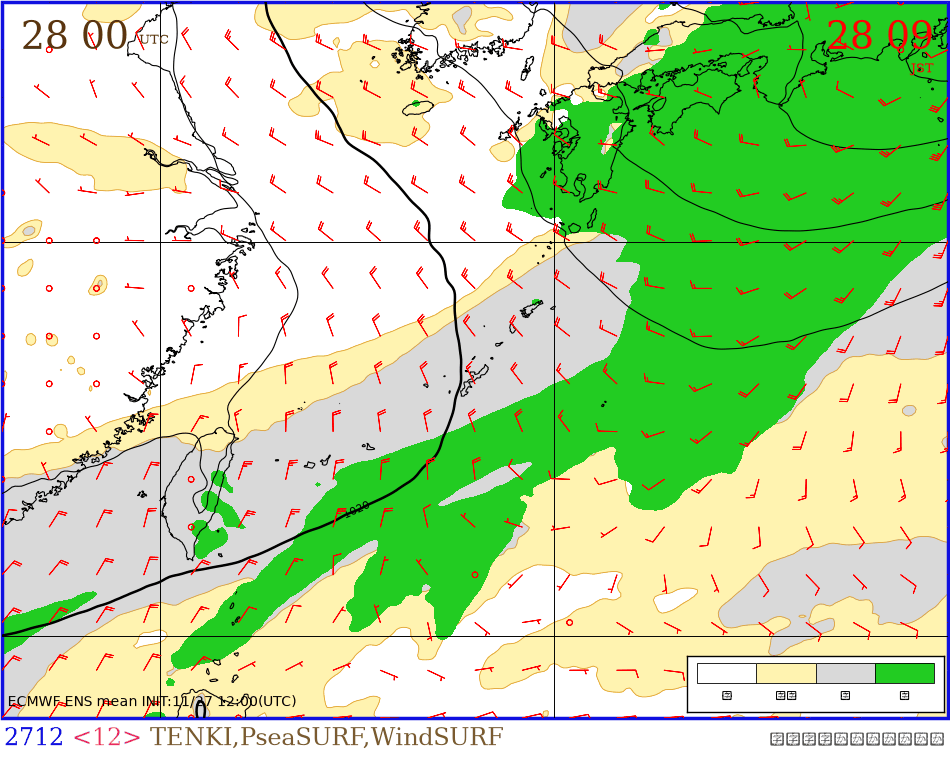 28 00 UTC
28 09
JST
1020
ECMWF-ENS mean INIT:11/27 12:00(UTC)
0
2712 <12> TENKI,PseaSURF,WindSURF